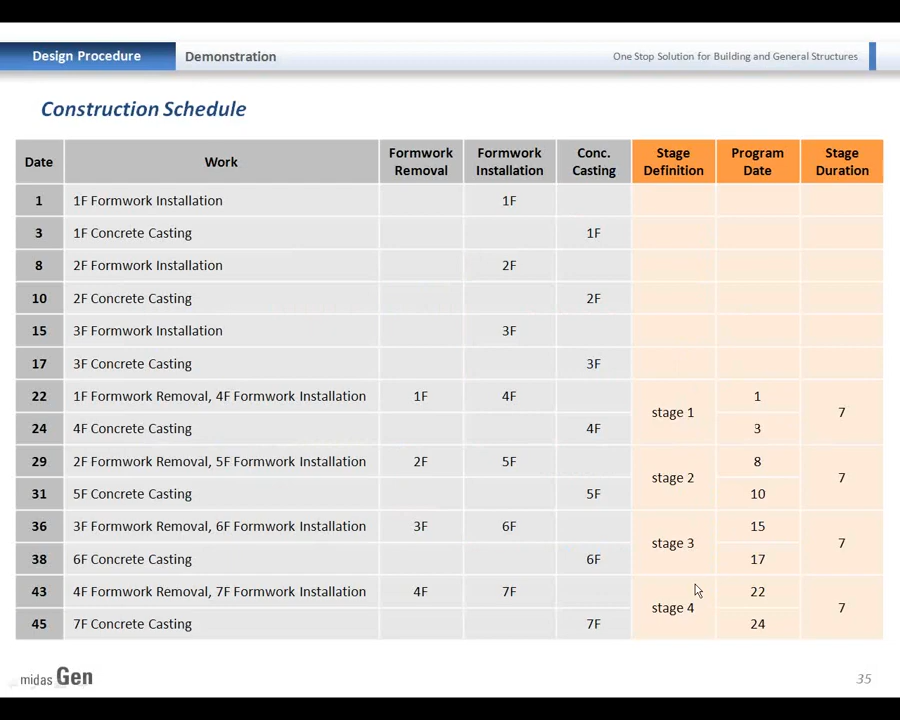 Design Procedure Demonstration One Stop Solution for Building and General Structures
Construction Schedule
Date Work Formwork Removal Formwork Installation Conc. Casting Stage Definition Program Date Stage Duration
1 1F Formwork Installation 1F
3 1F Concrete Casting 1F
8 2F Formwork Installation 2F
10 2F Concrete Casting 2F
15 3F Formwork Installation 3F
17 3F Concrete Casting 3F
22 1F Formwork Removal, 4F Formwork Installation 1F 4F stage 1 1 7
24 4F Concrete Casting 4F 3
29 2F Formwork Removal, 5F Formwork Installation 2F 5F stage 2 8 7
31 5F Concrete Casting 5F 10
36 3F Formwork Removal, 6F Formwork Installation 3F 6F stage 3 15 7
38 6F Concrete Casting 6F 17
43 4F Formwork Removal, 7F Formwork Installation 4F 7F stage 4 22 7
45 7F Concrete Casting 7F 24
midas Gen 35